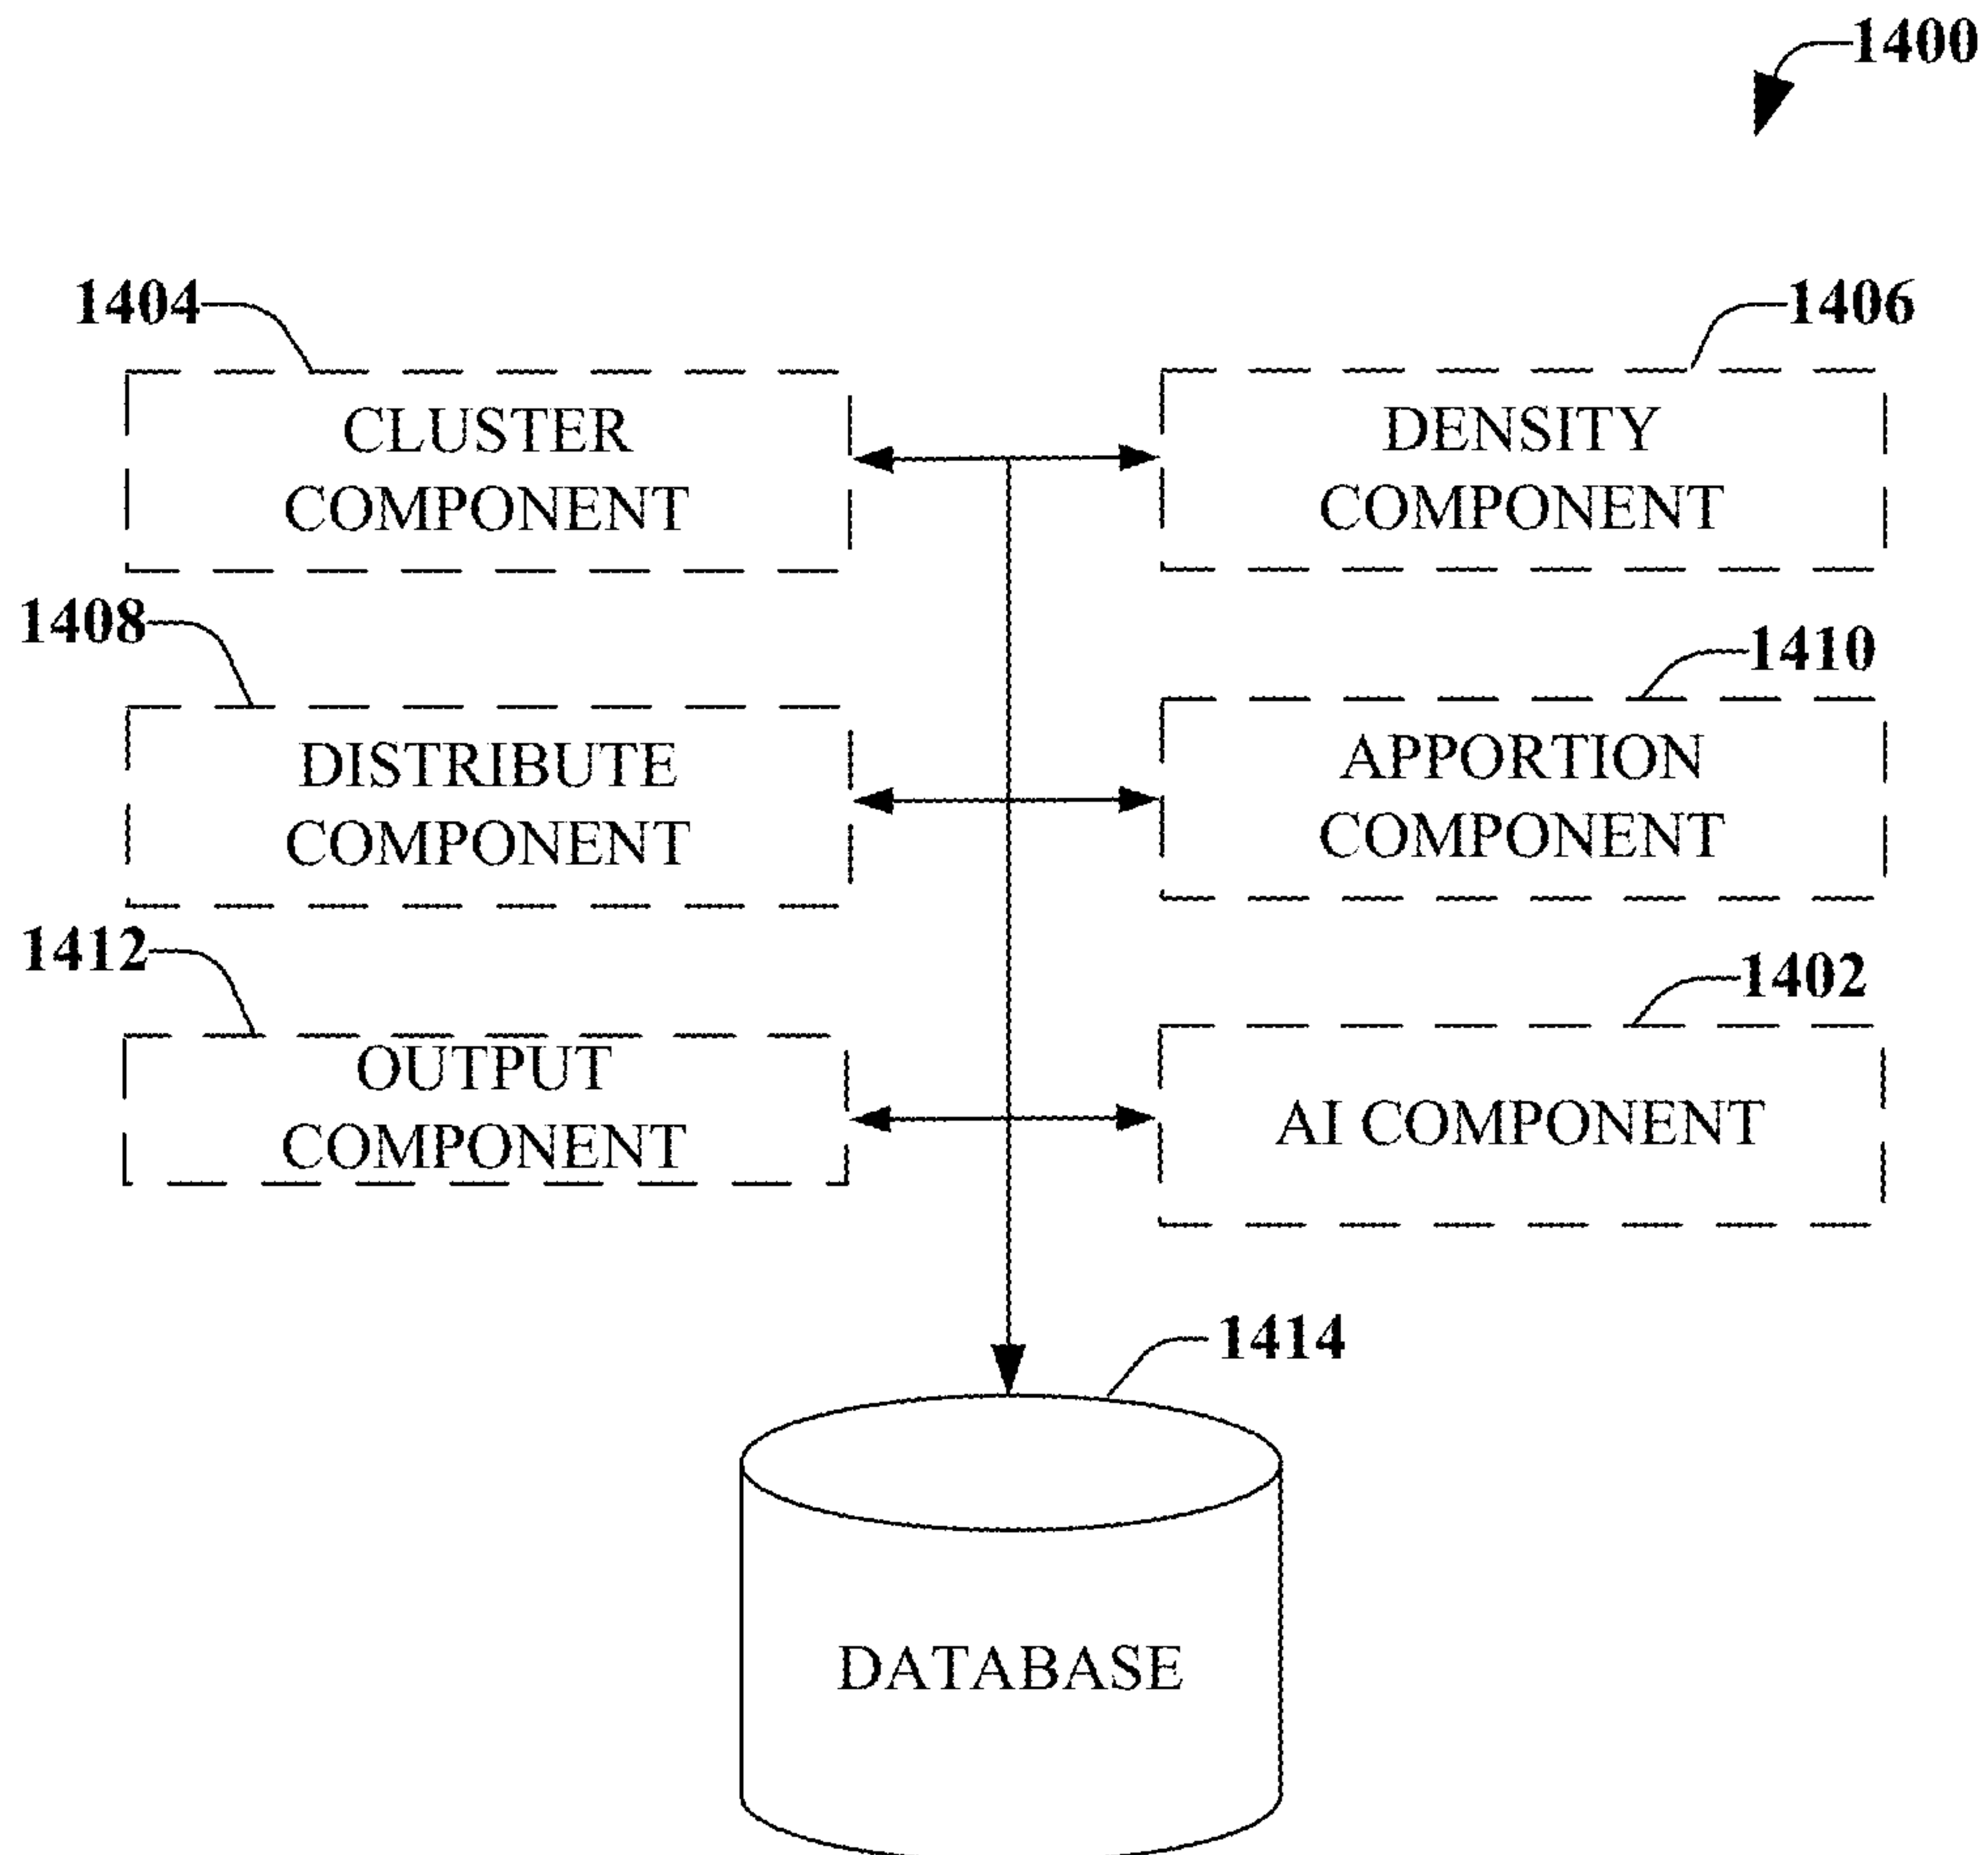 1400
1404
1406
CLUSTER
COMPONENT
DENSITY
COMPONENT
1408
1410
DISTRIBUTE
COMPONENT
APPORTION
COMPONENT
1412
1402
OUTPUT
COMPONENT
AI COMPONENT
1414
DATABASE